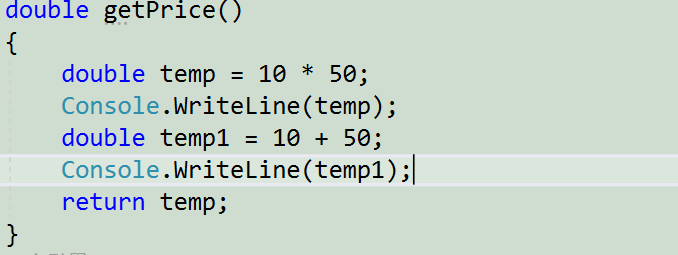 double getPrice()
{
    double temp = 10 * 50;
    Console.WriteLine(temp);
    double temp1 = 10 + 50;
    Console.WriteLine(temp1);
    return temp;
}